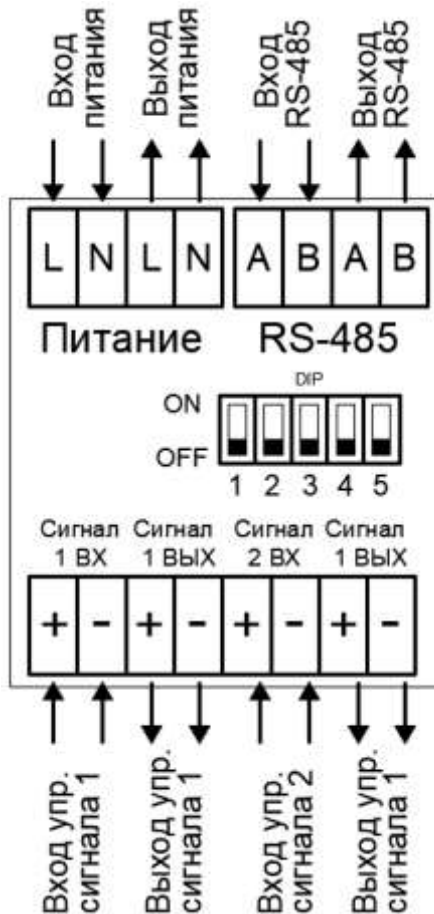 Вход
питания
Выход
питания
Вход
RS-485
Выход
RS-485
L N L N A B A B
Питание RS-485
DIP
ON
OFF
1 2 3 4 5
Сигнал
1 ВХ
Сигнал
1 ВЫХ
Сигнал
2 ВХ
Сигнал
1 ВЫХ
+ - + - + - + -
Вход упр.
сигнала 1
Выход упр.
сигнала 1
Вход упр.
сигнала 2
Выход упр.
сигнала 1